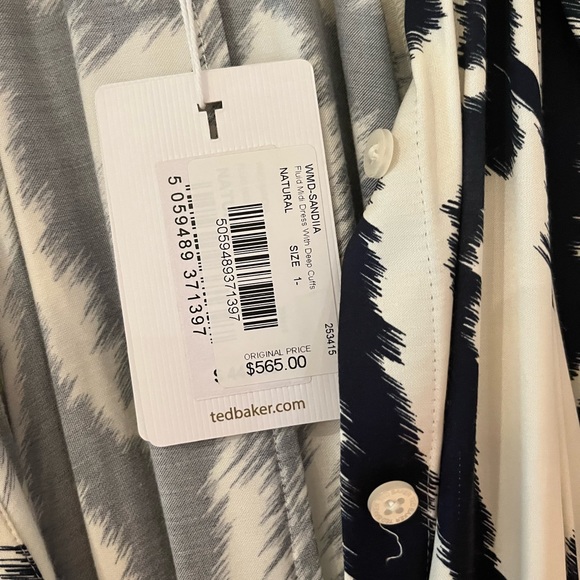 T
5 059489 371397
5059489371397
WMD-SANDIIA
Fluid Midi Dress With Deep Cuffs
NATURAL
SIZE 1-
253415
ORIGINAL PRICE
$565.00
tedbaker.com